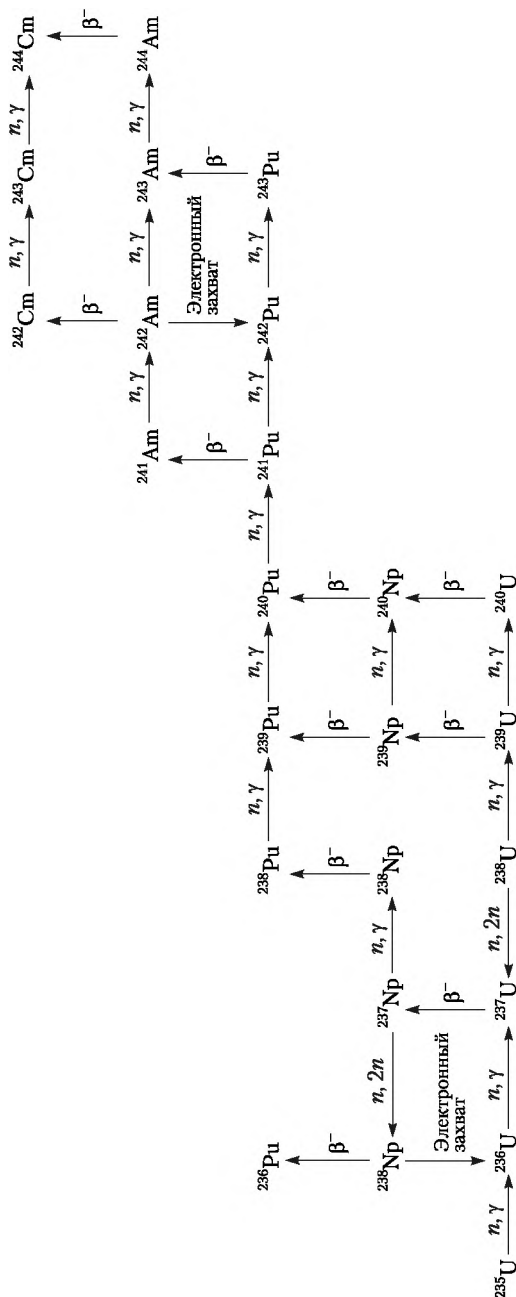 ²⁴²Cm n, γ ²⁴³Cm n, γ ²⁴⁴Cm
β⁻ β⁻
²⁴¹Am n, γ ²⁴²Am n, γ ²⁴³Am n, γ ²⁴⁴Am
β⁻ Электронный β⁻
захват
²³⁶Pu ²³⁸Pu n, γ ²³⁹Pu n, γ ²⁴⁰Pu n, γ ²⁴¹Pu n, γ ²⁴²Pu n, γ ²⁴³Pu
β⁻ β⁻ β⁻ β⁻
²³⁸Np n, 2n ²³⁷Np n, γ ²³⁸Np ²³⁹Np n, γ ²⁴⁰Np
Электронный β⁻ β⁻ β⁻
захват
²³⁵U n, γ ²³⁶U n, γ ²³⁷U n, 2n ²³⁸U n, γ ²³⁹U n, γ ²⁴⁰U